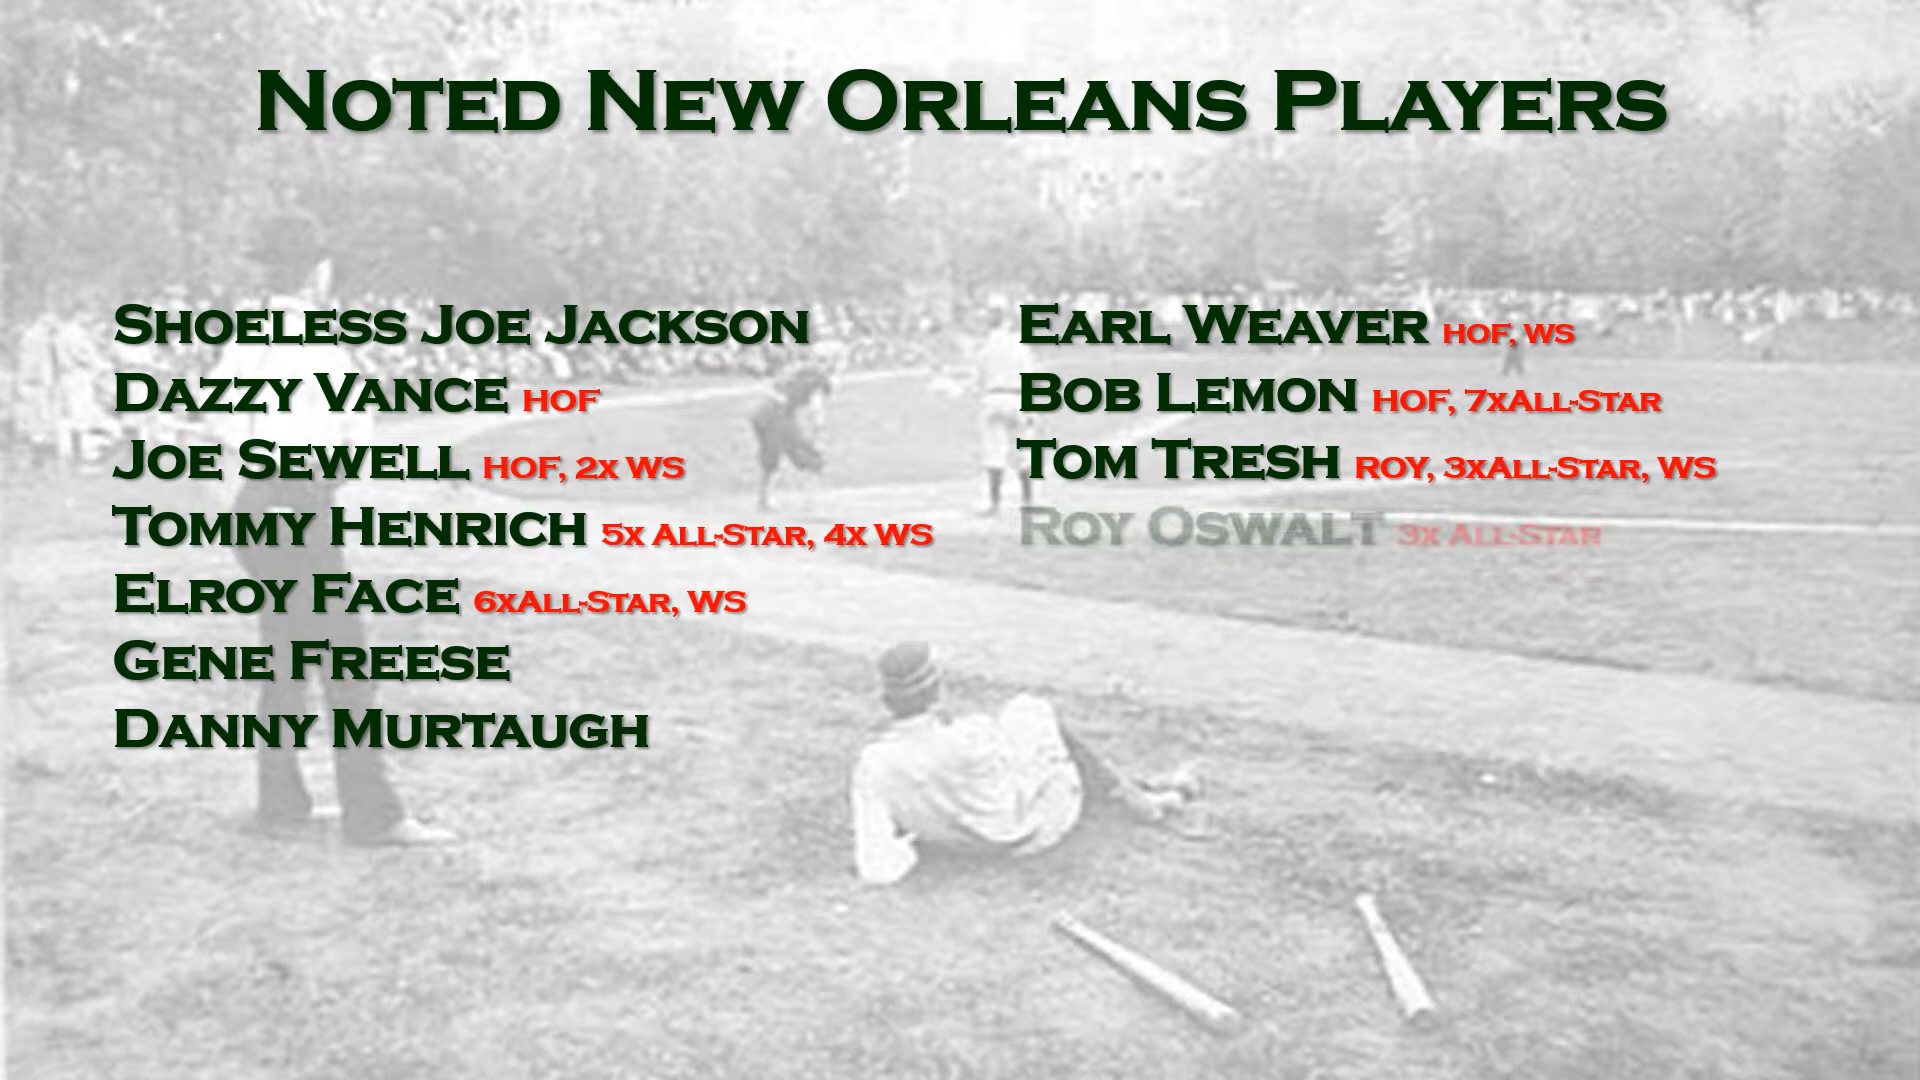 Noted New Orleans Players
Shoeless Joe Jackson
Dazzy Vance HOF
Joe Sewell HOF, 2x WS
Tommy Henrich 5x All-Star, 4x WS
Elroy Face 6xAll-Star, WS
Gene Freese
Danny Murtaugh
Earl Weaver HOF, WS
Bob Lemon HOF, 7xAll-Star
Tom Tresh ROY, 3xAll-Star, WS
Roy Oswalt 3x All-Star